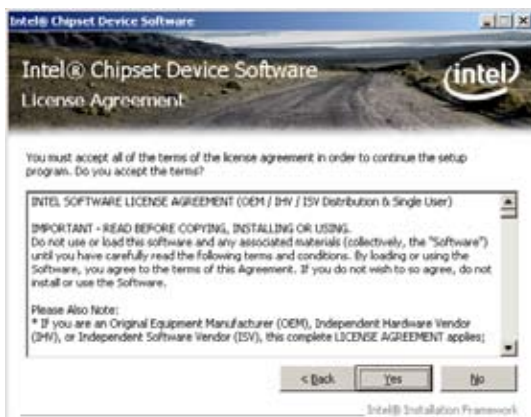 Intel® Chipset Device Software
Intel® Chipset Device Software
intel
License Agreement
You must accept all of the terms of the license agreement in order to continue the setup
program. Do you accept the terms?
INTEL SOFTWARE LICENSE AGREEMENT (OEM / IHV / ISV Distribution & Single User)
IMPORTANT - READ BEFORE COPYING, INSTALLING OR USING.
Do not use or load this software and any associated materials (collectively, the "Software")
until you have carefully read the following terms and conditions. By loading or using the
Software, you agree to the terms of this Agreement. If you do not wish to so agree, do not
install or use the Software.
Please Also Note:
* If you are an Original Equipment Manufacturer (OEM), Independent Hardware Vendor
(IHV), or Independent Software Vendor (ISV), this complete LICENSE AGREEMENT applies;
< Back
Yes
No
Intel® Installation Framework